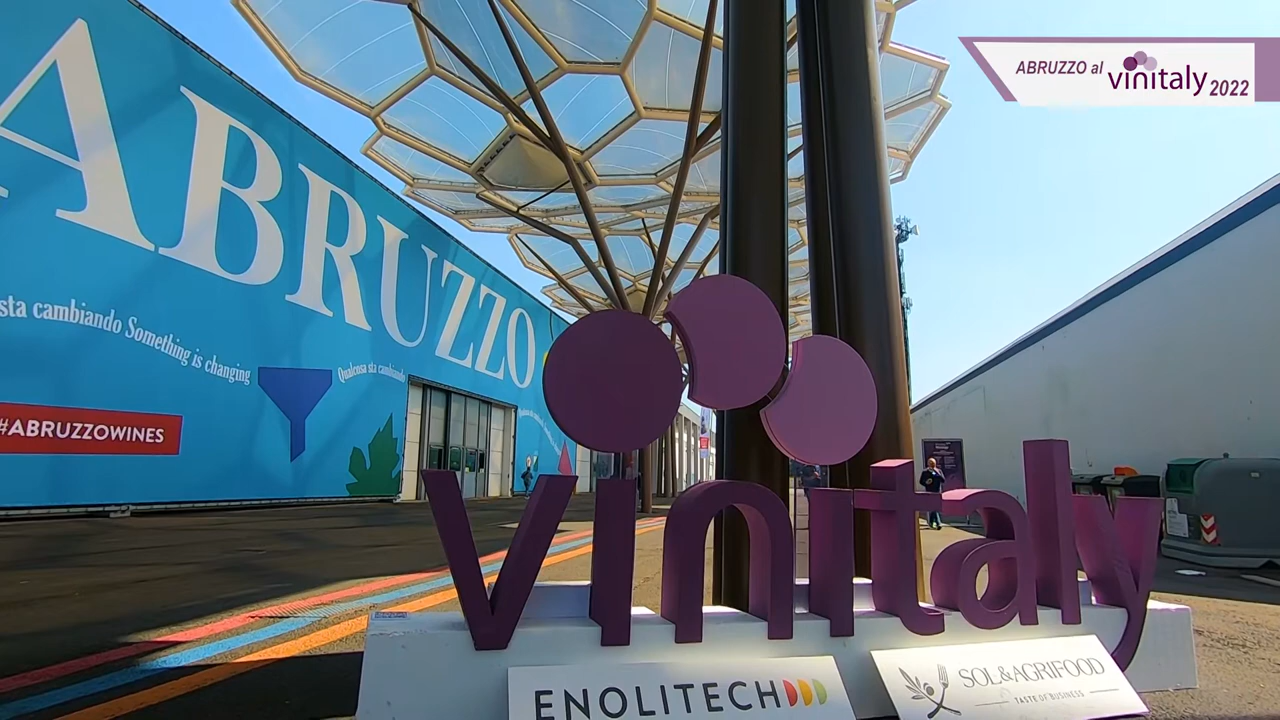 ABRUZZO al vinitaly 2022
ABRUZZO
sta cambiando Something is changing
Qualcosa sta cambiando
#ABRUZZOWINES
vinitaly
ENOLITECH
SOL&AGRIFOOD
TASTE OF BUSINESS